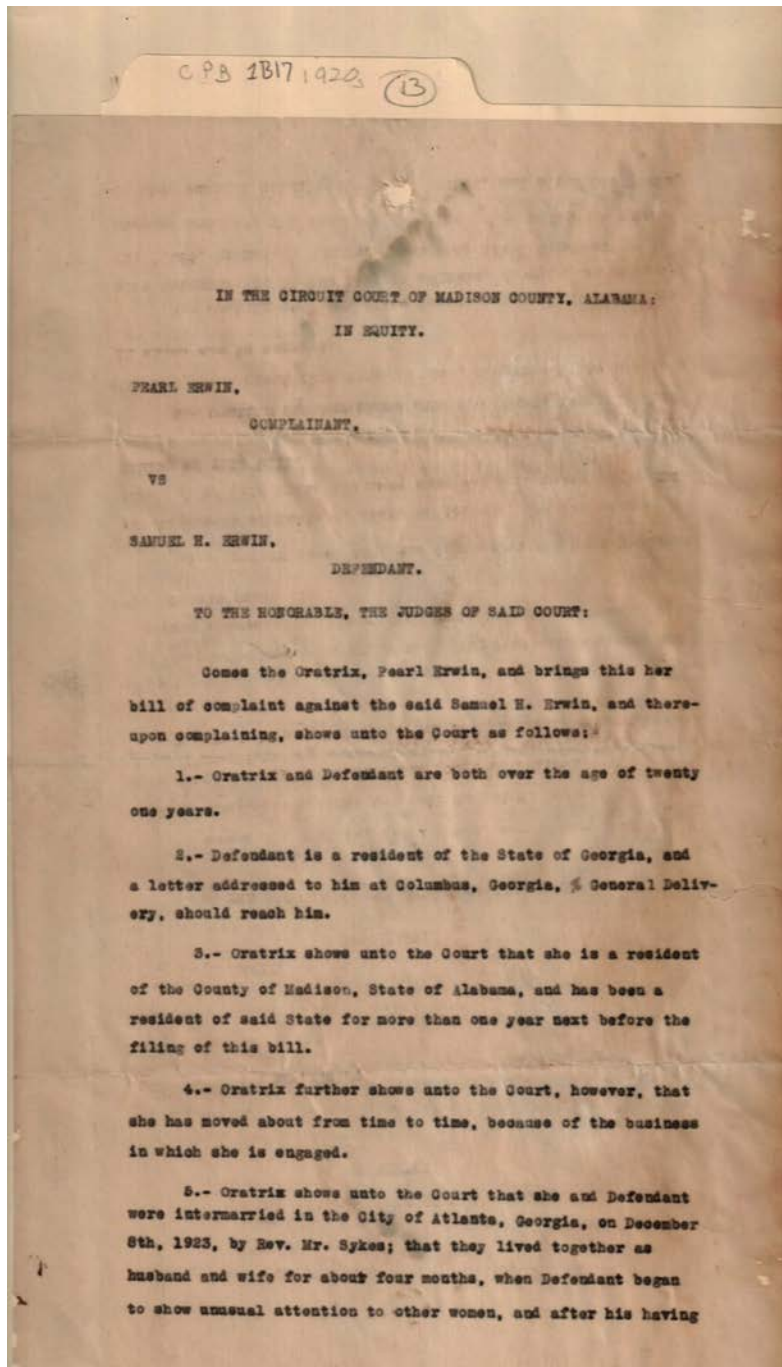 CPB 1B17 1920s 13
IN THE CIRCUIT COURT OF MADISON COUNTY, ALABAMA:
IN EQUITY.
PEARL ERWIN,
COMPLAINANT,
VS
SAMUEL H. ERWIN,
DEFENDANT.
TO THE HONORABLE, THE JUDGES OF SAID COURT:
Comes the Oratrix, Pearl Erwin, and brings this her
bill of complaint against the said Samuel H. Erwin, and there-
upon complaining, shows unto the Court as follows:
1.- Oratrix and Defendant are both over the age of twenty
one years.
2.- Defendant is a resident of the State of Georgia, and
a letter addressed to him at Columbus, Georgia, % General Deliv-
ery, should reach him.
3.- Oratrix shows unto the Court that she is a resident
of the County of Madison, State of Alabama, and has been a
resident of said State for more than one year next before the
filing of this bill.
4.- Oratrix further shows unto the Court, however, that
she has moved about from time to time, because of the business
in which she is engaged.
5.- Oratrix shows unto the Court that she and Defendant
were intermarried in the City of Atlanta, Georgia, on December
8th, 1923, by Rev. Mr. Sykes; that they lived together as
husband and wife for about four months, when Defendant began
to show unusual attention to other women, and after his having